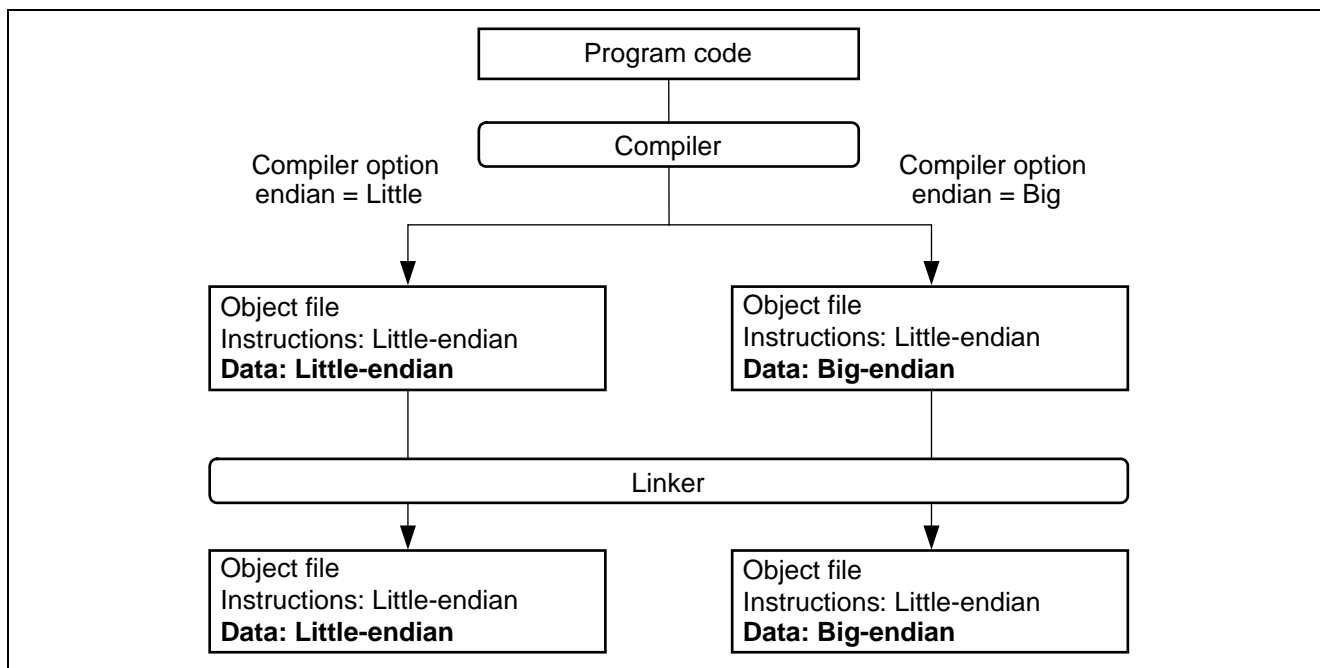 Program code
Compiler
Compiler option
endian = Little
Compiler option
endian = Big
Object file
Instructions: Little-endian
Data: Little-endian
Object file
Instructions: Little-endian
Data: Big-endian
Linker
Object file
Instructions: Little-endian
Data: Little-endian
Object file
Instructions: Little-endian
Data: Big-endian